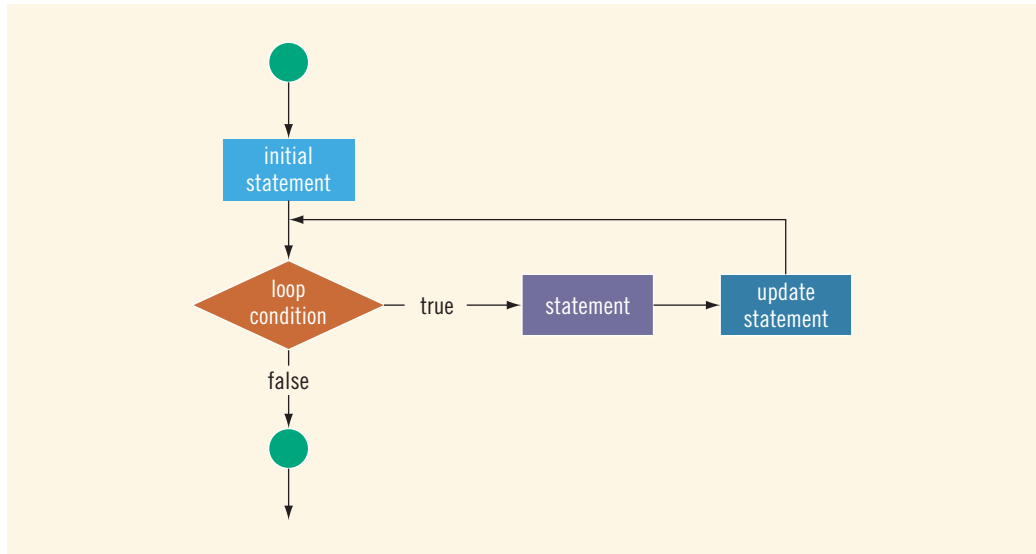 initial
statement
loop
condition
true
statement
update
statement
false